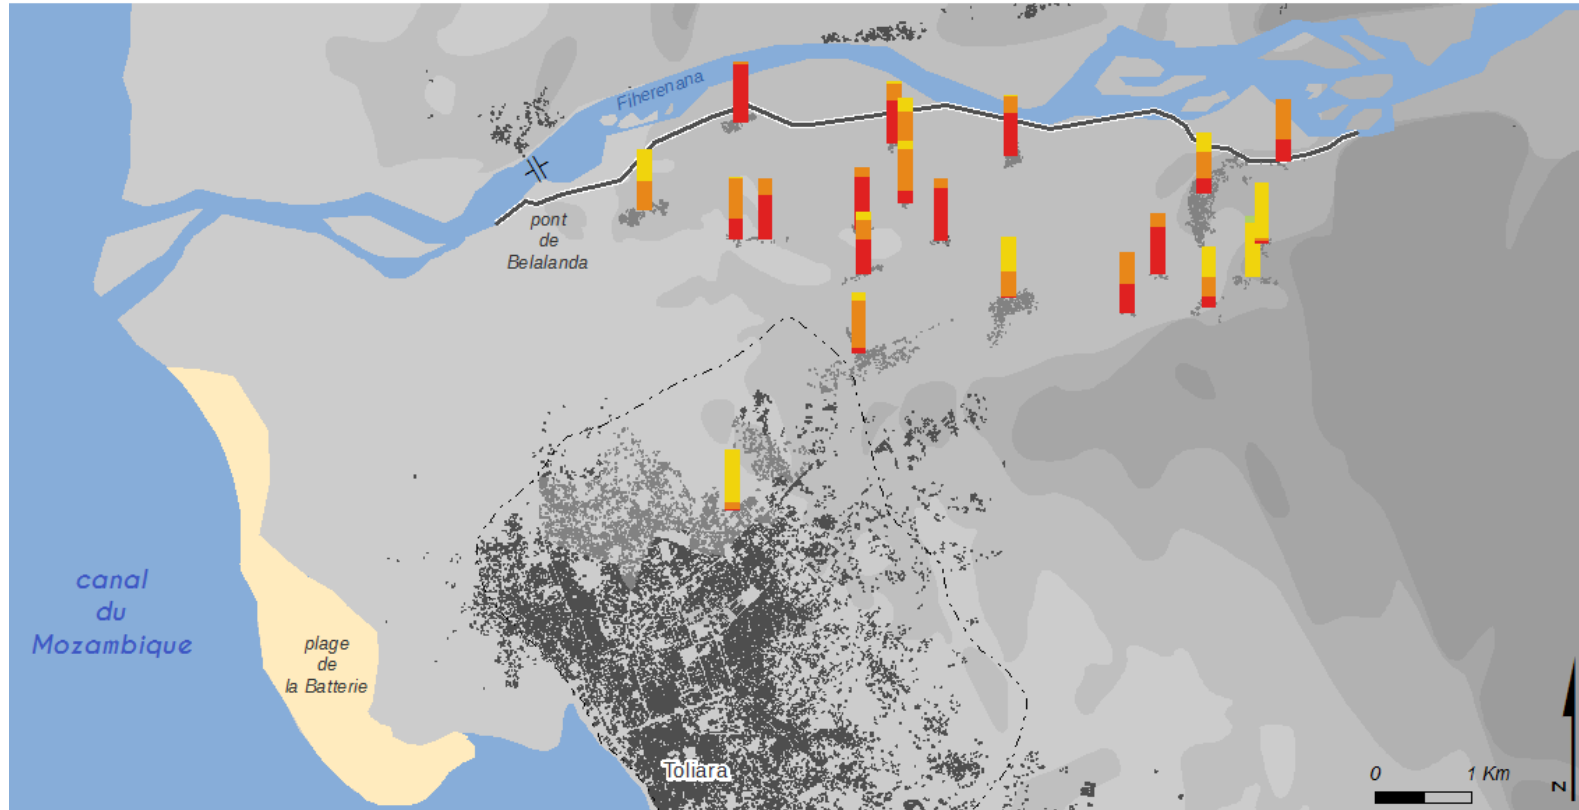 Fiherenana
pont
de
Belalanda
canal
du
Mozambique
plage
de
la Batterie
Toliara
0 1 Km
N